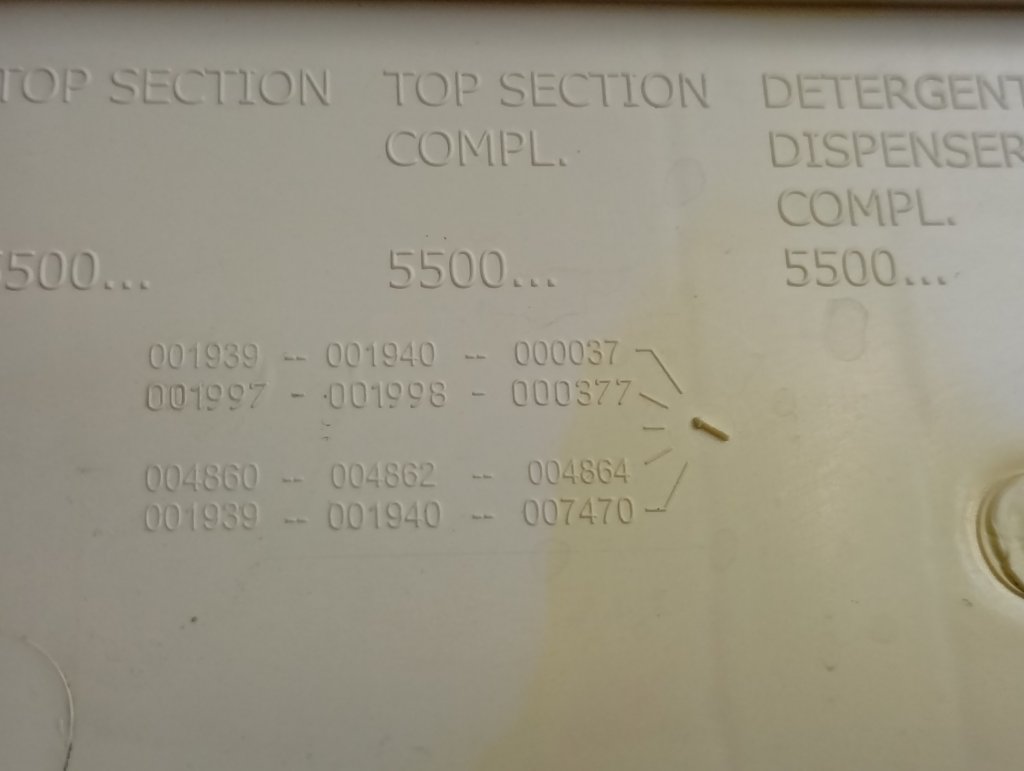 TOP SECTION TOP SECTION DETERGENT
COMPL. DISPENSER
COMPL.
5500... 5500... 5500...
001939 -- 001940 -- 000037
001997 - 001998 - 000377
004860 -- 004862 -- 004864
001939 -- 001940 -- 007470